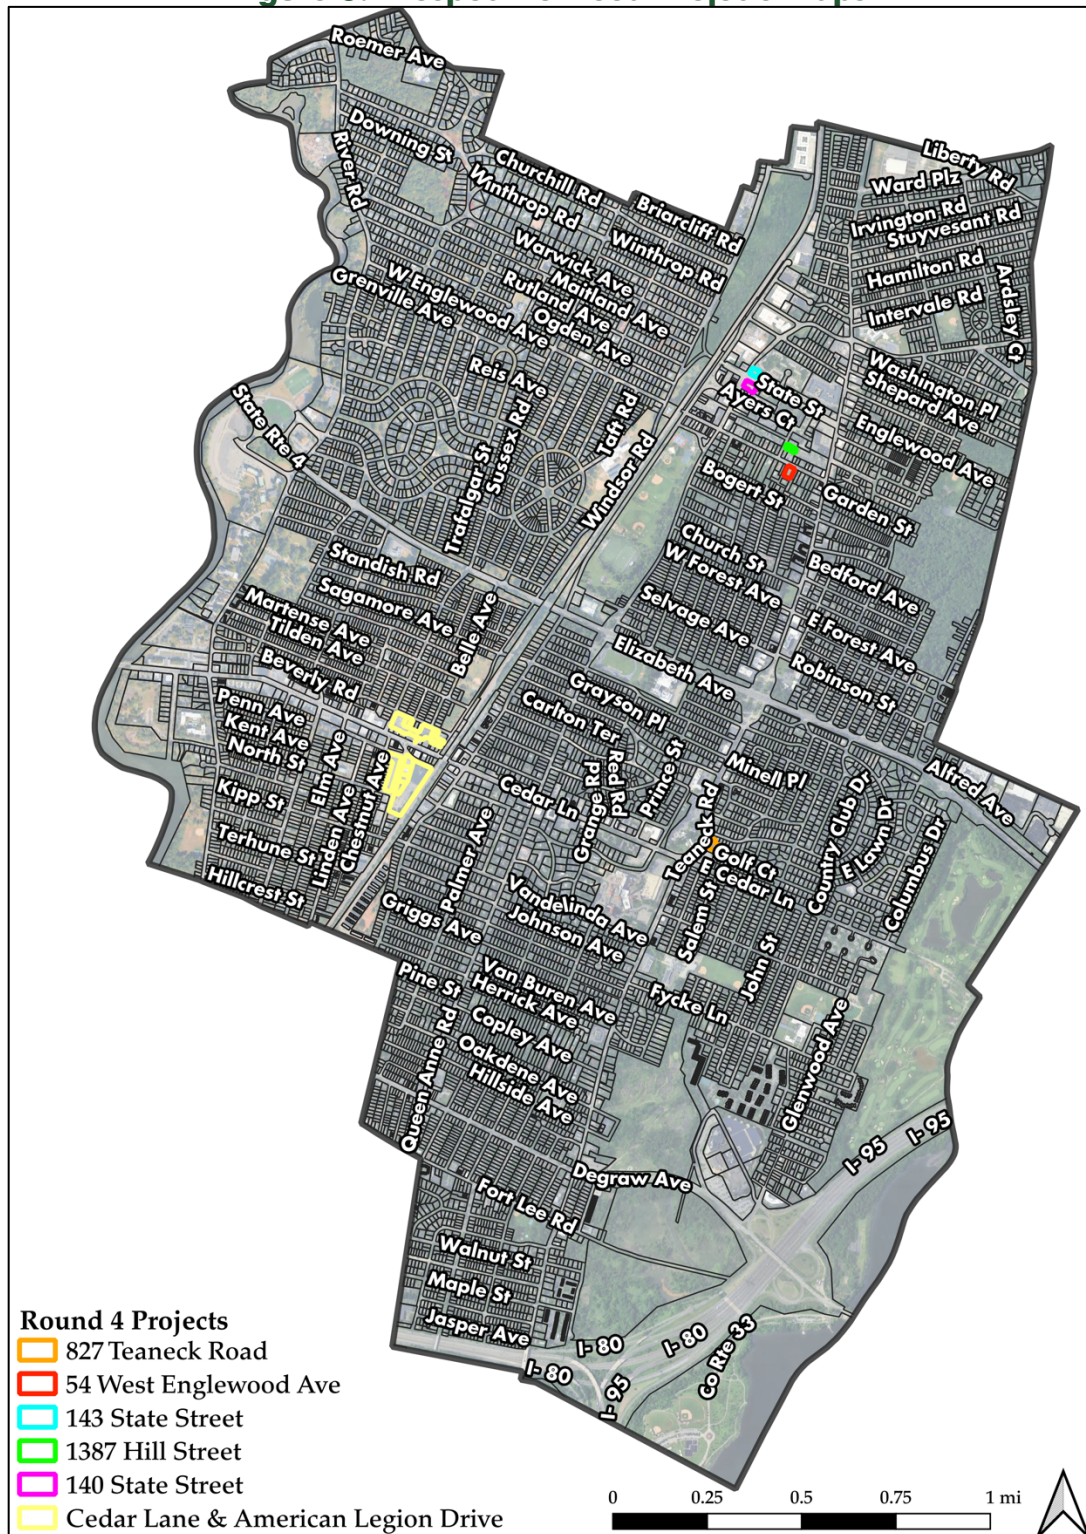 Roemer Ave
Downing St
River Rd
Churchill Rd
Winthrop Rd
Briarcliff Rd
Winthrop Rd
Liberty Rd
Ward Plz
Irvington Rd
Stuyvesant Rd
Hamilton Rd
Intervale Rd
Ardsley Ct
Warwick Ave
Maitland Ave
Rutland Ave
Ogden Ave
W Englewood Ave
Grenville Ave
Reis Ave
Sussex Rd
Trafalgar St
Taft Rd
Windsor Rd
State Rte 4
Washington Pl
Shepard Ave
Englewood Ave
State St
Ayers Ct
Bogert St
Garden St
Church St
W Forest Ave
Selvage Ave
Bedford Ave
E Forest Ave
Robinson St
Elizabeth Ave
Standish Rd
Sagamore Ave
Martense Ave
Tilden Ave
Beverly Rd
Belle Ave
Grayson Pl
Carlton Ter
Red Rd
Prince St
Grange Rd
Cedar Ln
Minell Pl
Alfred Ave
Country Club Dr
E Lawn Dr
Columbus Dr
Teaneck Rd
Golf Ct
E Cedar Ln
Salem St
John St
Penn Ave
Kent Ave
North St
Kipp St
Terhune St
Hillcrest St
Elm Ave
Linden Ave
Chestnut Ave
Palmer Ave
Griggs Ave
Vandelinda Ave
Johnson Ave
Pine St
Van Buren Ave
Herrick Ave
Copley Ave
Oakdene Ave
Hillside Ave
Queen Anne Rd
Fycke Ln
Glenwood Ave
I- 95
I- 95
Degraw Ave
Fort Lee Rd
Walnut St
Maple St
Jasper Ave
I- 80
I- 80
I- 80
I- 95
Co Rte 33
Round 4 Projects
827 Teaneck Road
54 West Englewood Ave
143 State Street
1387 Hill Street
140 State Street
Cedar Lane & American Legion Drive
0 0.25 0.5 0.75 1 mi